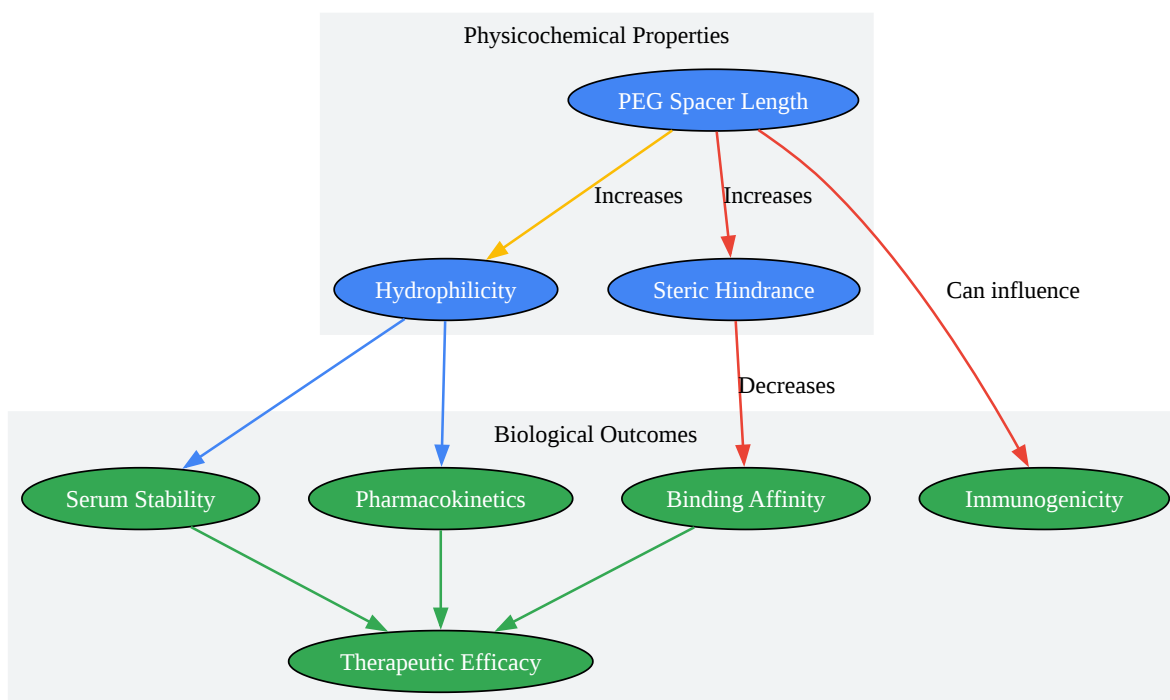 Physicochemical Properties
PEG Spacer Length
Increases
Increases
Hydrophilicity
Steric Hindrance
Can influence
Decreases
Biological Outcomes
Serum Stability
Pharmacokinetics
Binding Affinity
Immunogenicity
Therapeutic Efficacy